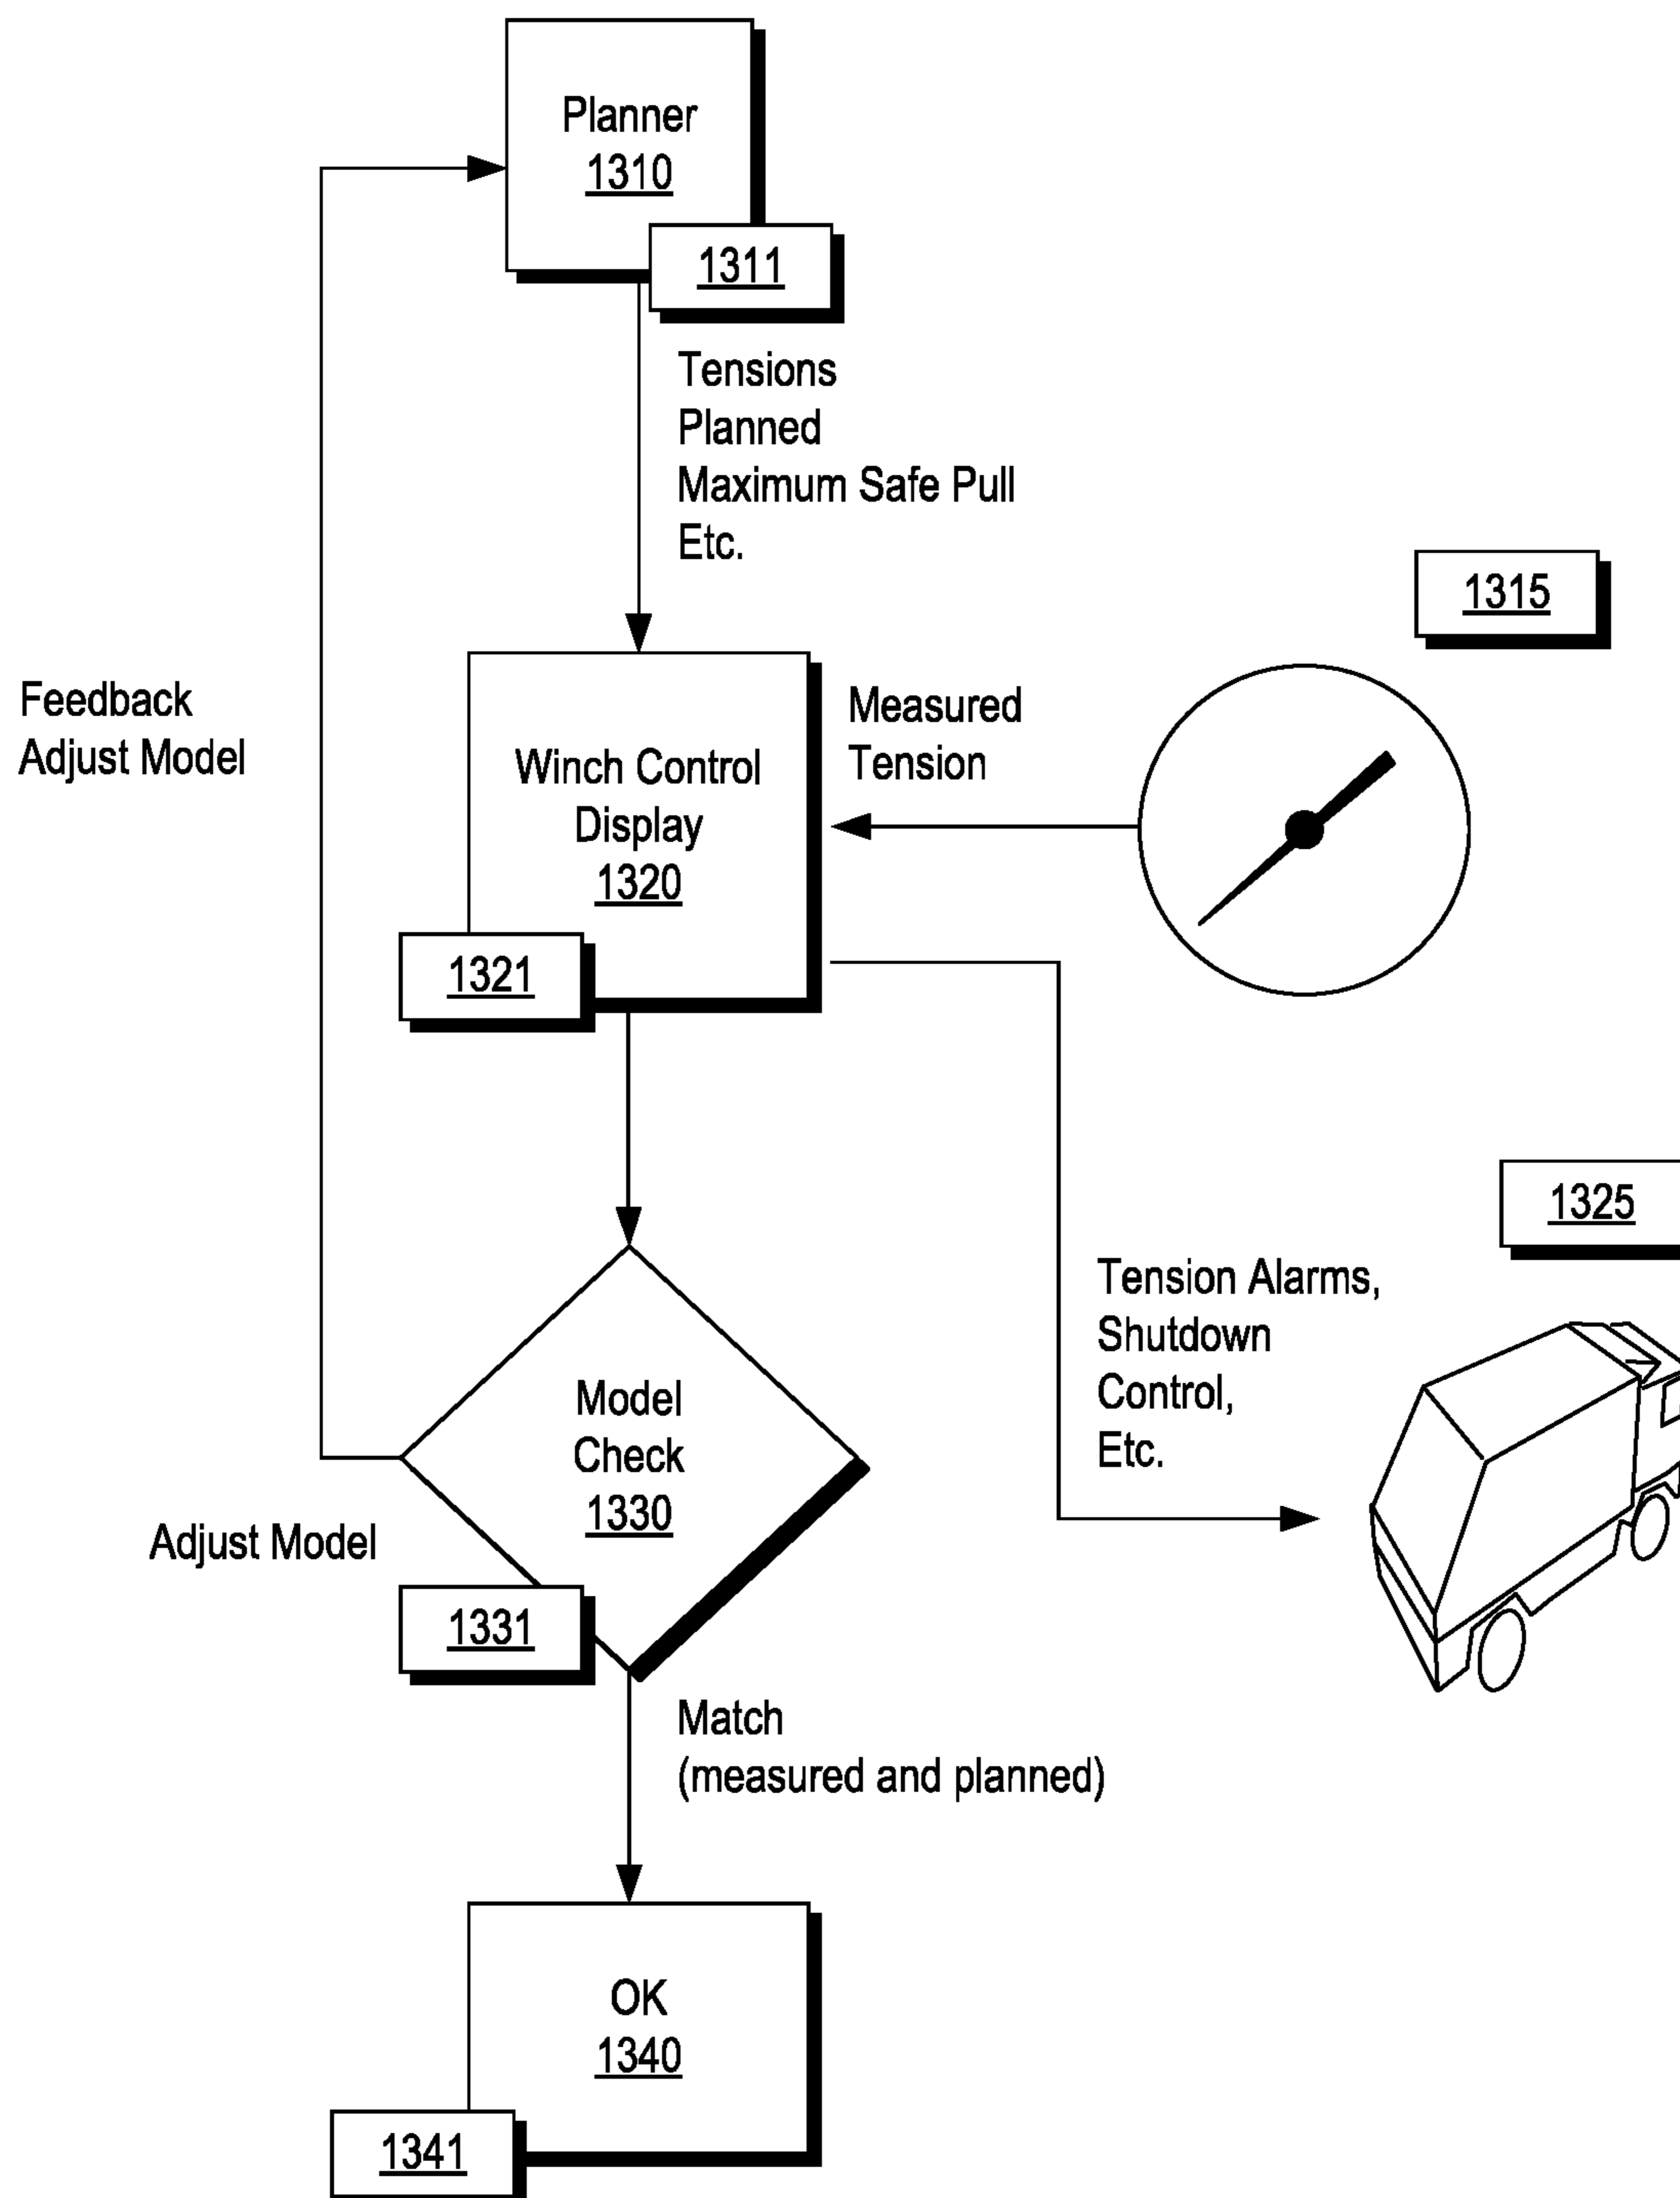 Planner
1310
1311
Tensions
Planned
Maximum Safe Pull
Etc.
1315
Feedback
Adjust Model
Winch Control
Display
1320
Measured
Tension
1321
1325
Tension Alarms,
Shutdown
Control,
Etc.
Model
Check
1330
Adjust Model
1331
Match
(measured and planned)
OK
1340
1341